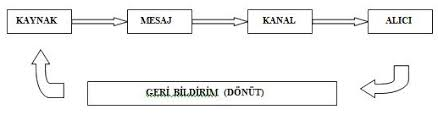 KAYNAK MESAJ KANAL ALICI
GERİ BİLDİRİM (DÖNÜT)